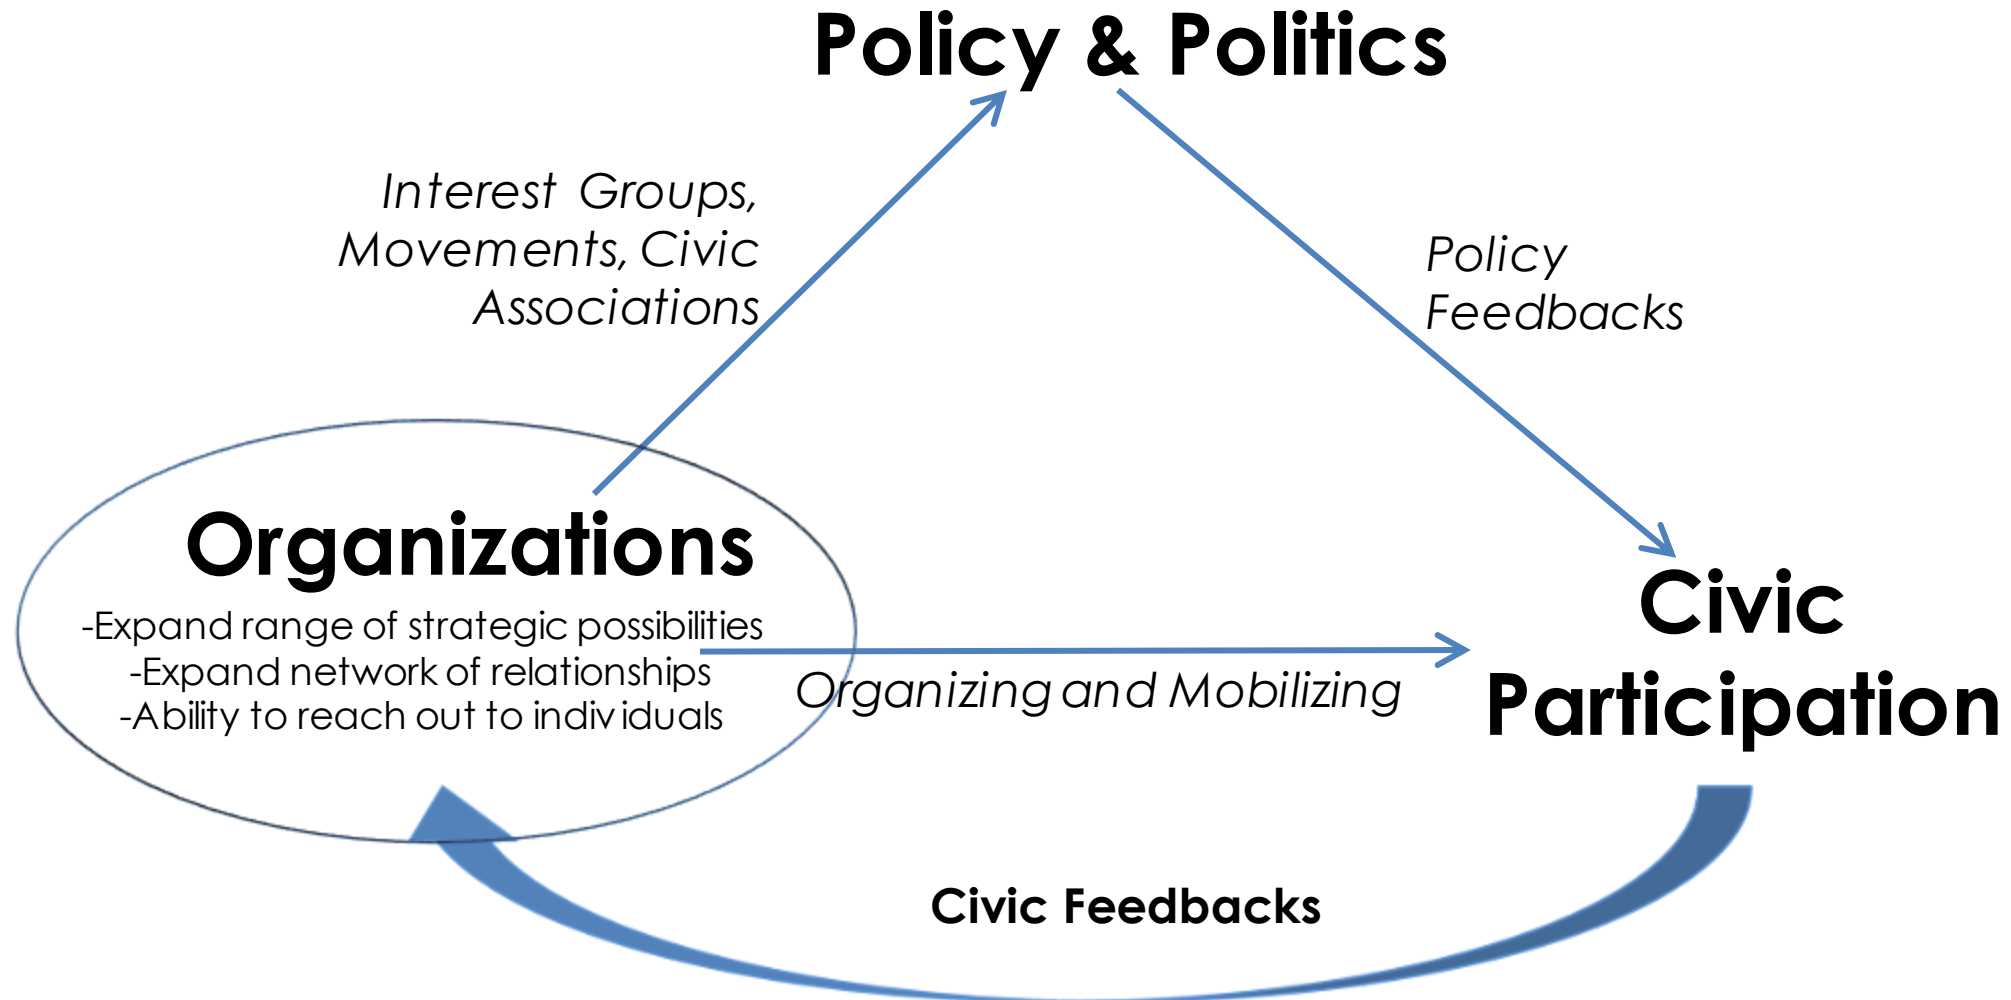 Policy & Politics
Interest Groups,
Movements, Civic
Associations
Policy
Feedbacks
Organizations
-Expand range of strategic possibilities
-Expand network of relationships
-Ability to reach out to individuals
Organizing and Mobilizing
Civic
Participation
Civic Feedbacks